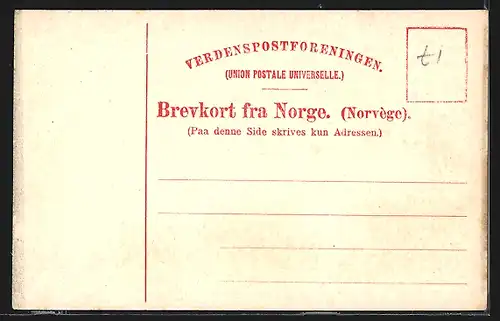 VERDENSPOSTFORENINGEN.
(UNION POSTALE UNIVERSELLE.)
Brevkort fra Norge. (Norvège).
(Paa denne Side skrives kun Adressen.)